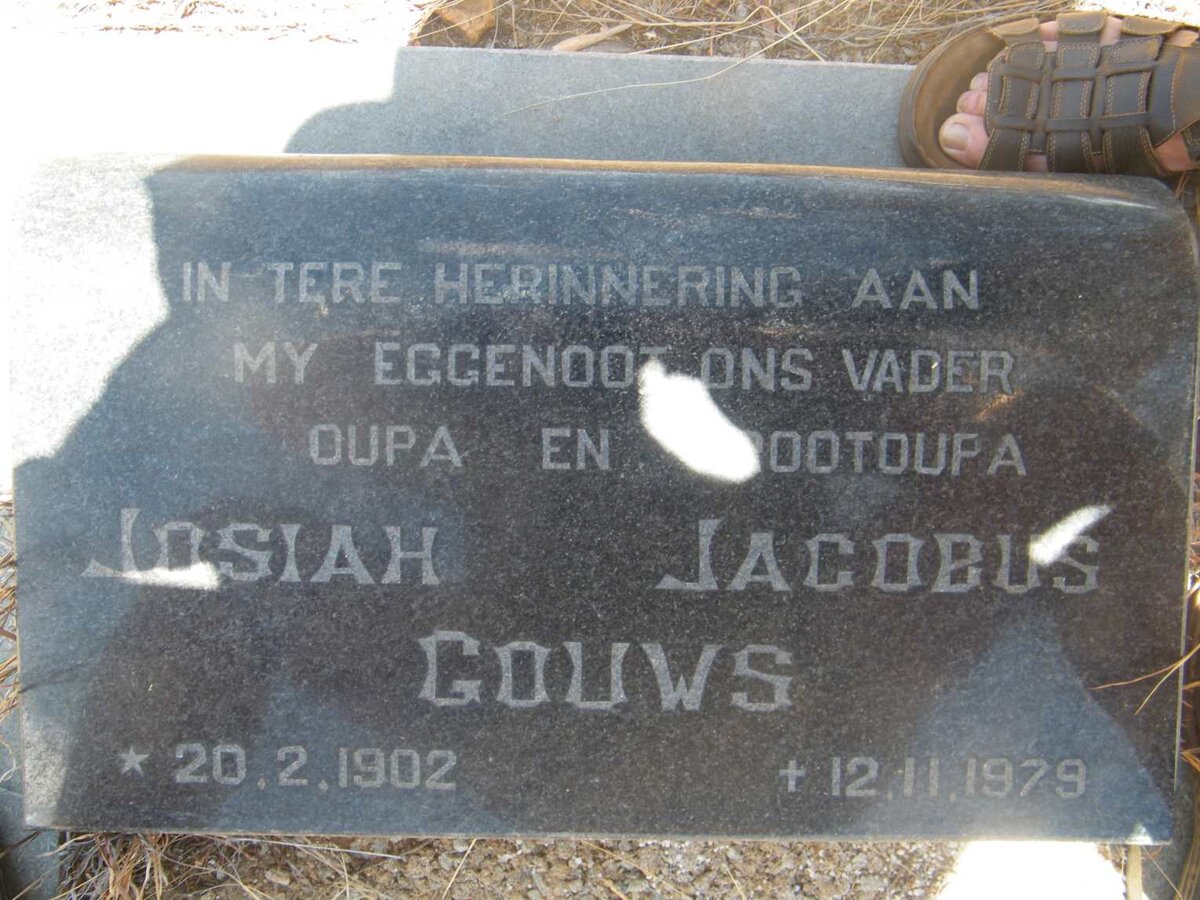 IN TERE HERINNERING AAN
MY EGGENOOT ONS VADER
OUPA EN
JOSIAH JACOBUS
GOUWS
* 20.2.1902 + 12.11.1979